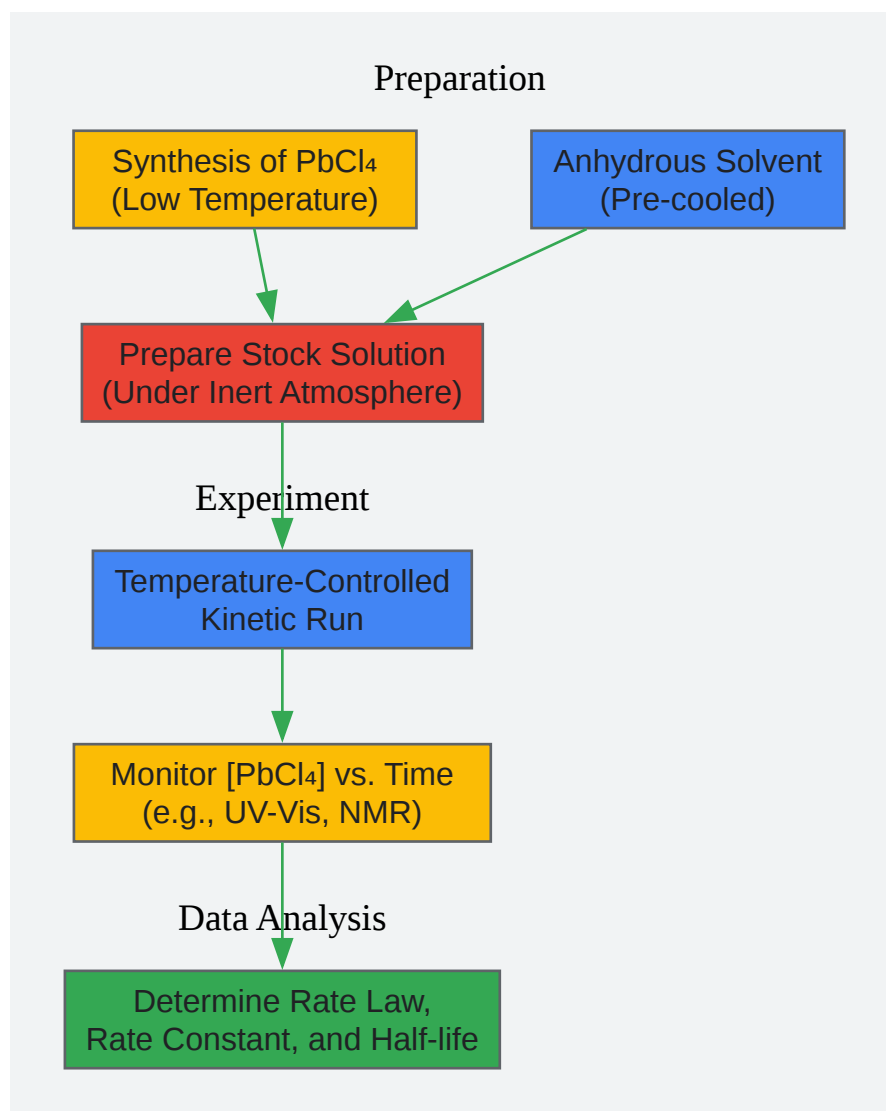 Preparation
Synthesis of PbCl₄
(Low Temperature)
Anhydrous Solvent
(Pre-cooled)
Prepare Stock Solution
(Under Inert Atmosphere)
Experiment
Temperature-Controlled
Kinetic Run
Monitor [PbCl₄] vs. Time
(e.g., UV-Vis, NMR)
Data Analysis
Determine Rate Law,
Rate Constant, and Half-life